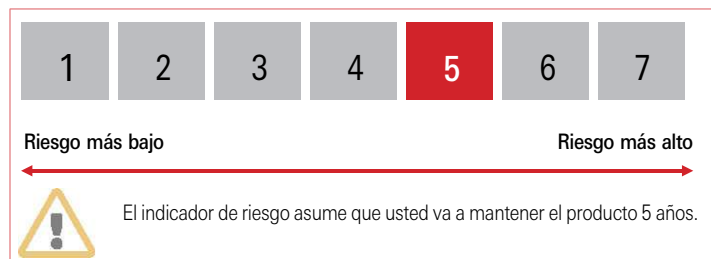 1 2 3 4 5 6 7
Riesgo más bajo Riesgo más alto
El indicador de riesgo asume que usted va a mantener el producto 5 años.